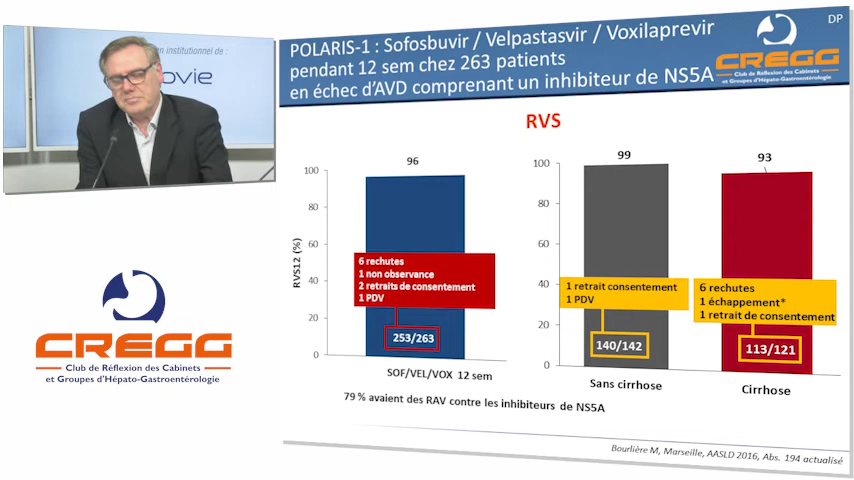 en institutionnel de :
ovie
POLARIS-1 : Sofosbuvir / Velpastasvir / Voxilaprevir
pendant 12 sem chez 263 patients
en échec d'AVD comprenant un inhibiteur de NS5A
DP
CREGG
Club de Réflexion des Cabinets
et Groupes d'Hépato-Gastroentérologie
RVS
RVS12 (%)
100
80
60
40
20
0
96
6 rechutes
1 non observance
2 retraits de consentement
1 PDV
253/263
SOF/VEL/VOX 12 sem
100
80
60
40
20
0
99
1 retrait consentement
1 PDV
140/142
Sans cirrhose
93
6 rechutes
1 échappement*
1 retrait de consentement
113/121
Cirrhose
79 % avaient des RAV contre les inhibiteurs de NS5A
Bourlière M, Marseille, AASLD 2016, Abs. 194 actualisé
CREGG
Club de Réflexion des Cabinets
et Groupes d'Hépato-Gastroentérologie